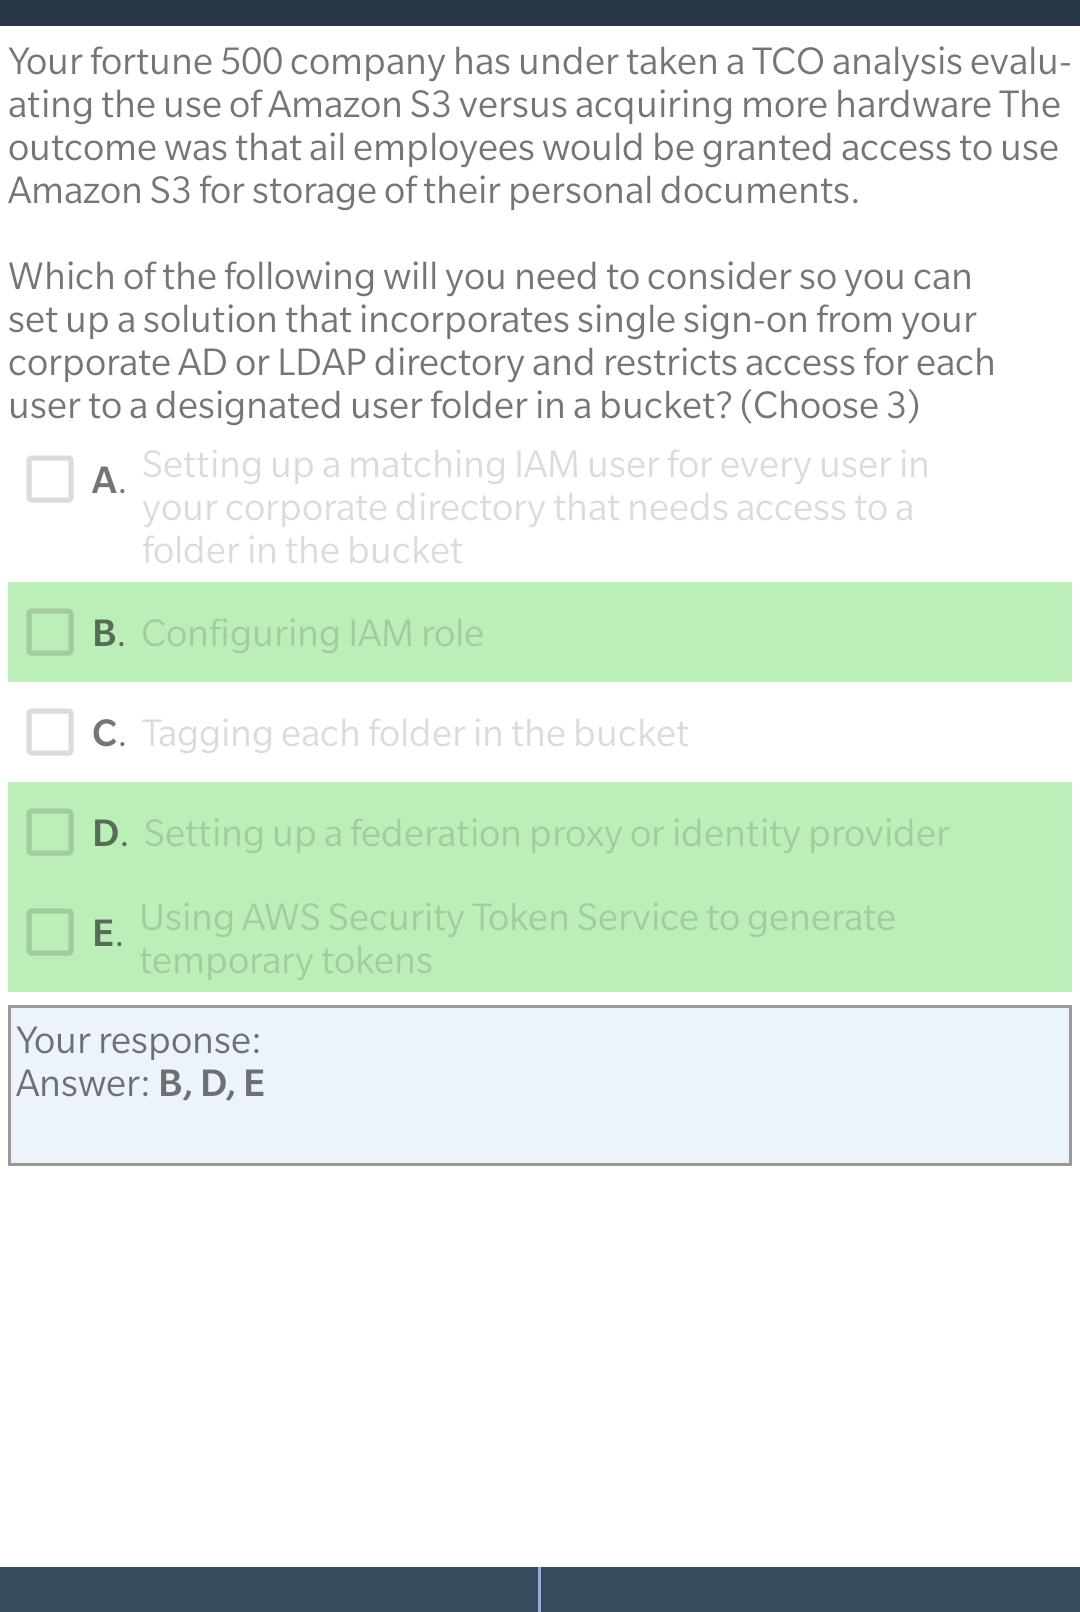 Your fortune 500 company has under taken a TCO analysis evalu-
ating the use of Amazon S3 versus acquiring more hardware The
outcome was that ail employees would be granted access to use
Amazon S3 for storage of their personal documents.
Which of the following will you need to consider so you can
set up a solution that incorporates single sign-on from your
corporate AD or LDAP directory and restricts access for each
user to a designated user folder in a bucket? (Choose 3)
A. Setting up a matching IAM user for every user in
your corporate directory that needs access to a
folder in the bucket
B. Configuring IAM role
C. Tagging each folder in the bucket
D. Setting up a federation proxy or identity provider
E. Using AWS Security Token Service to generate
temporary tokens
Your response:
Answer: B, D, E